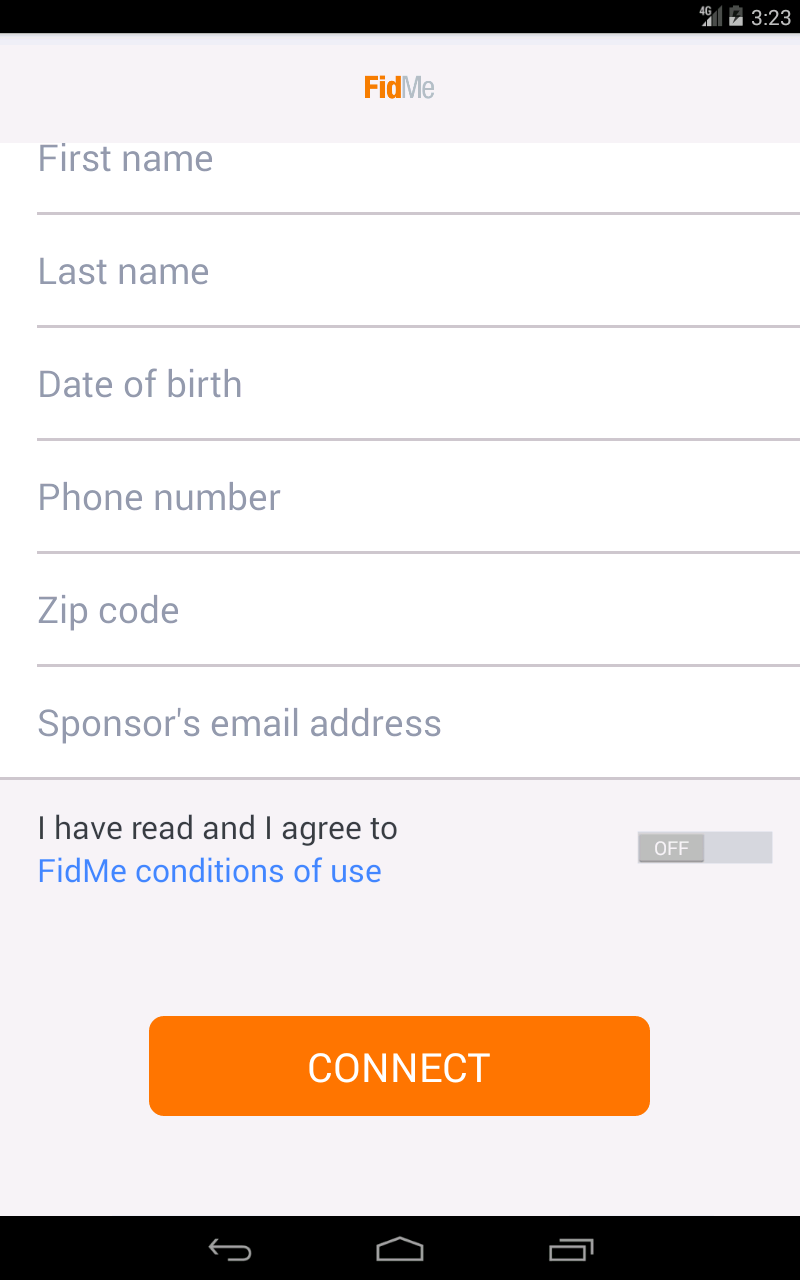 4G 3:23
FidMe
First name
Last name
Date of birth
Phone number
Zip code
Sponsor's email address
I have read and I agree to
FidMe conditions of use
OFF
CONNECT